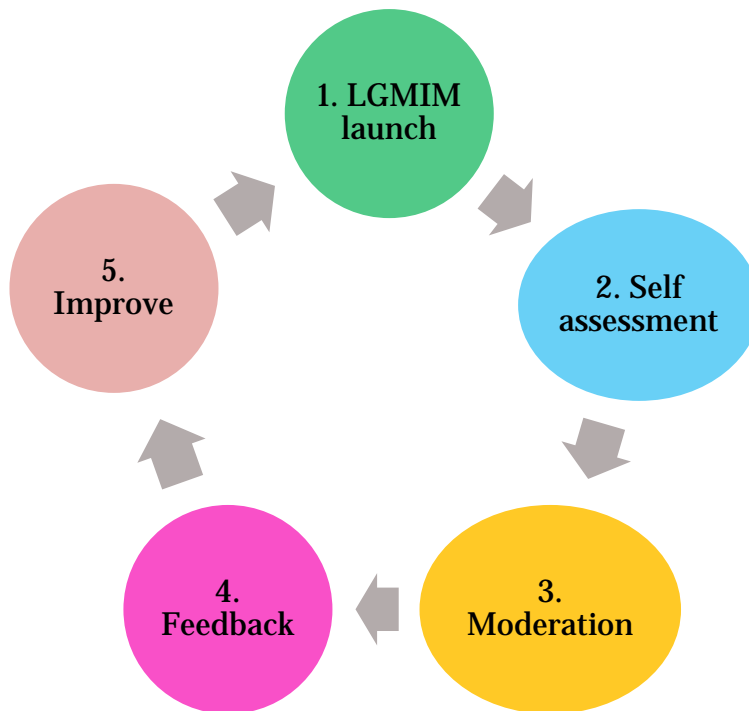 1. LGMIM
launch
2. Self
assessment
3.
Moderation
4.
Feedback
5.
Improve